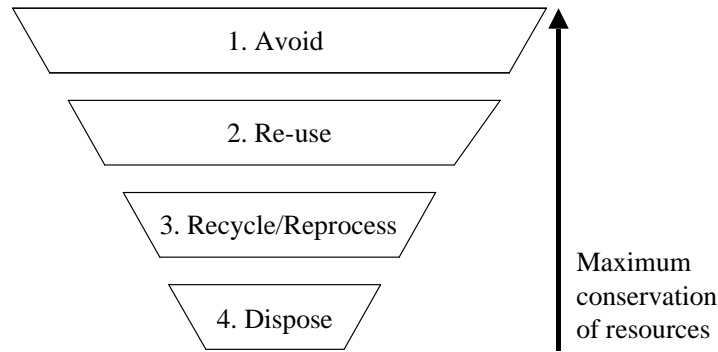 1. Avoid
2. Re-use
3. Recycle/Reprocess
4. Dispose
Maximum
conservation
of resources